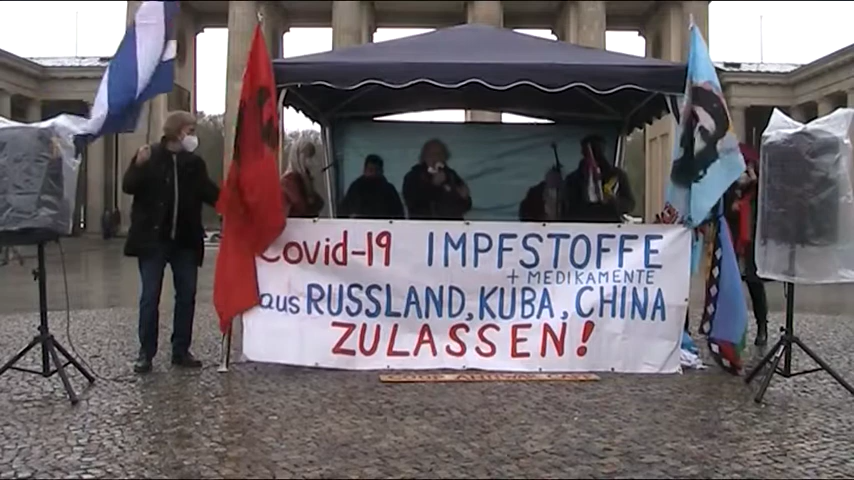 Covid-19 IMPFSTOFFE
+ MEDIKAMENTE
aus RUSSLAND, KUBA, CHINA
ZULASSEN!